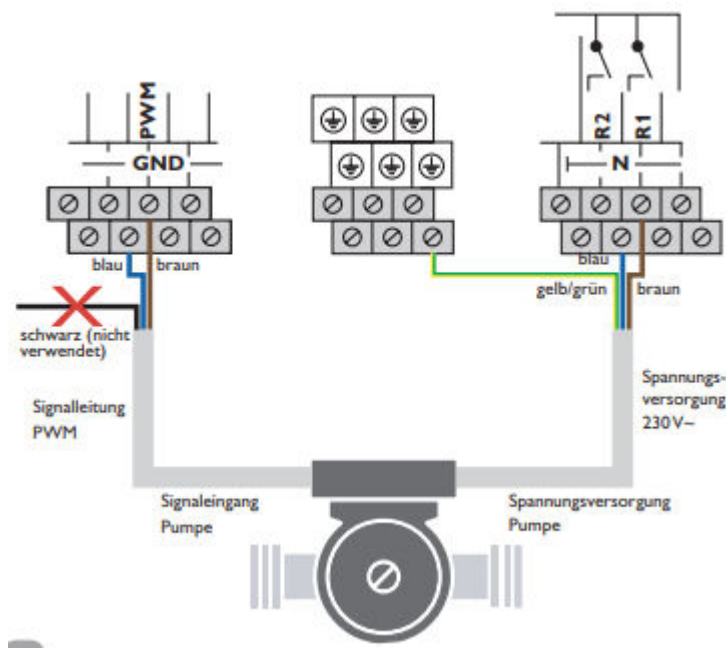 PWM
GND
R2
R1
N
blau
braun
schwarz (nicht
verwendet)
Signalleitung
PWM
gelb/grün
blau
braun
Spannungs-
versorgung
230 V~
Signaleingang
Pumpe
Spannungsversorgung
Pumpe